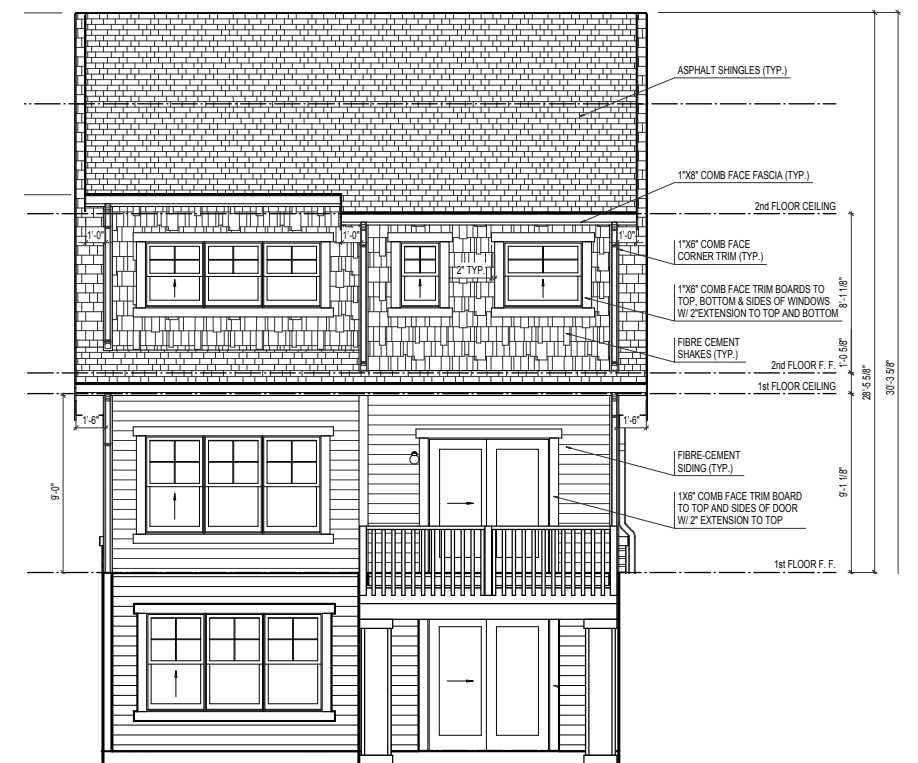 ASPHALT SHINGLES (TYP.)
1"X8" COMB FACE FASCIA (TYP.)
2nd FLOOR CEILING
1'-0"
1'-0"
1'-0"
1"X6" COMB FACE
CORNER TRIM (TYP.)
2" TYP.
1"X6" COMB FACE TRIM BOARDS TO
TOP, BOTTOM & SIDES OF WINDOWS
W/ 2"EXTENSION TO TOP AND BOTTOM
8'-1 1/8"
FIBRE CEMENT
SHAKES (TYP.)
1'-0 5/8"
2nd FLOOR F. F.
1st FLOOR CEILING
28'-5 5/8"
30'-3 5/8"
1'-6"
1'-6"
FIBRE-CEMENT
SIDING (TYP.)
9'-0"
9'-1 1/8"
1X6" COMB FACE TRIM BOARD
TO TOP AND SIDES OF DOOR
W/ 2" EXTENSION TO TOP
1st FLOOR F. F.